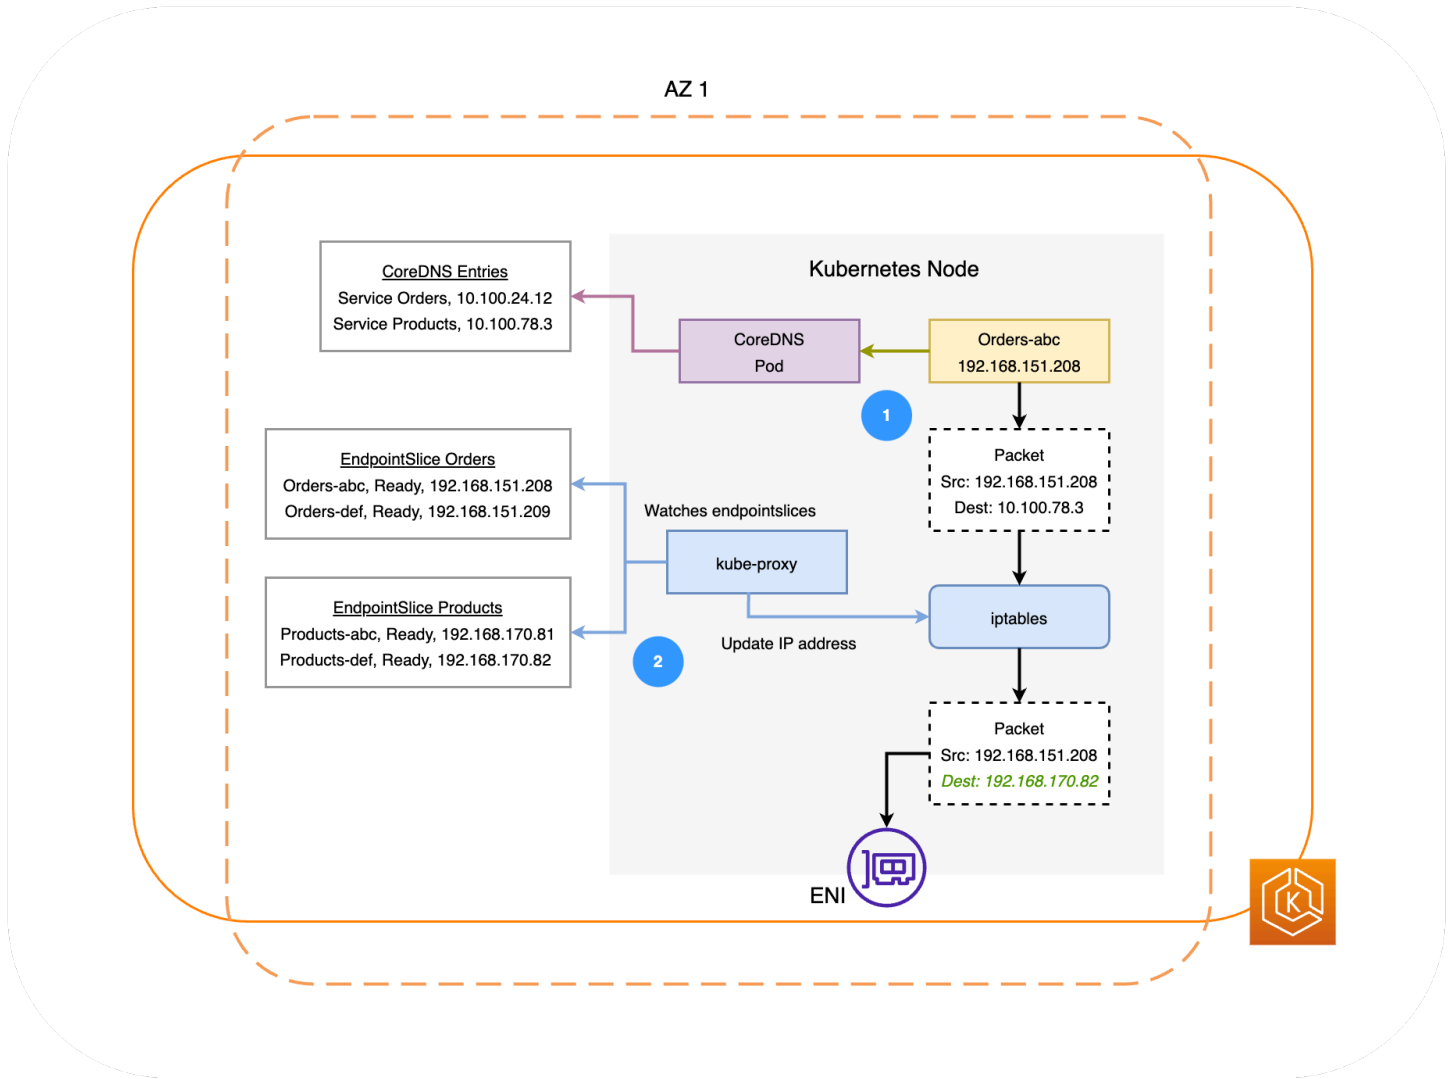 AZ 1
Kubernetes Node
CoreDNS Entries
Service Orders, 10.100.24.12
Service Products, 10.100.78.3
CoreDNS
Pod
Orders-abc
192.168.151.208
1
Packet
Src: 192.168.151.208
Dest: 10.100.78.3
EndpointSlice Orders
Orders-abc, Ready, 192.168.151.208
Orders-def, Ready, 192.168.151.209
Watches endpointslices
kube-proxy
iptables
EndpointSlice Products
Products-abc, Ready, 192.168.170.81
Products-def, Ready, 192.168.170.82
2
Update IP address
Packet
Src: 192.168.151.208
Dest: 192.168.170.82
ENI
K